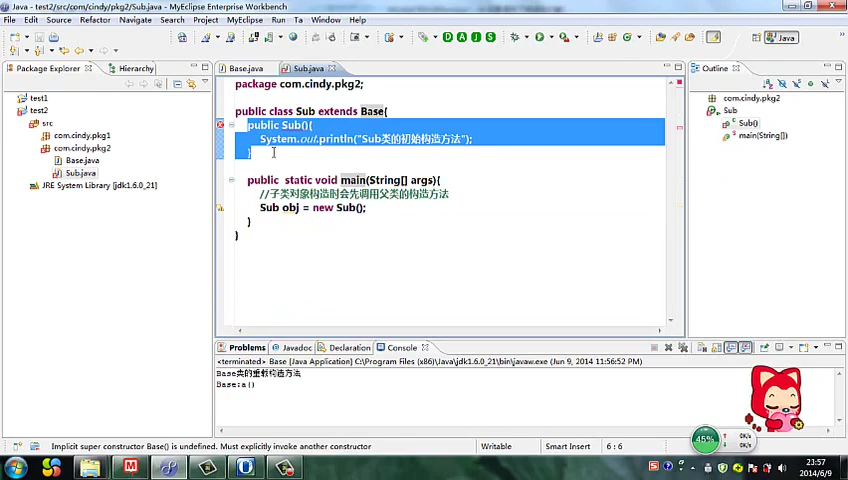 Java - test2/src/com/cindy/pkg2/Sub.java - MyEclipse Enterprise Workbench
File Edit Source Refactor Navigate Search Project MyEclipse Run Ta Window Help
Java
Package Explorer Hierarchy
test1
test2
src
com.cindy.pkg1
com.cindy.pkg2
Base.java
Sub.java
JRE System Library [jdk1.6.0_21]
Base.java Sub.java
package com.cindy.pkg2;
public class Sub extends Base{
public Sub(){
System.out.println("Sub类的初始构造方法");
}
public static void main(String[] args){
//子类对象构造时会先调用父类的构造方法
Sub obj = new Sub();
}
}
Outline
com.cindy.pkg2
Sub
Sub()
main(String[])
Problems Javadoc Declaration Console
<terminated> Base [Java Application] C:\Program Files (x86)\Java\jdk1.6.0_21\bin\javaw.exe (Jun 9, 2014 11:56:52 PM)
Base类的重载构造方法
Base:a()
45% 0K/s
0K/s
Implicit super constructor Base() is undefined. Must explicitly invoke another constructor Writable Smart Insert 6 : 6
23:57
2014/6/9